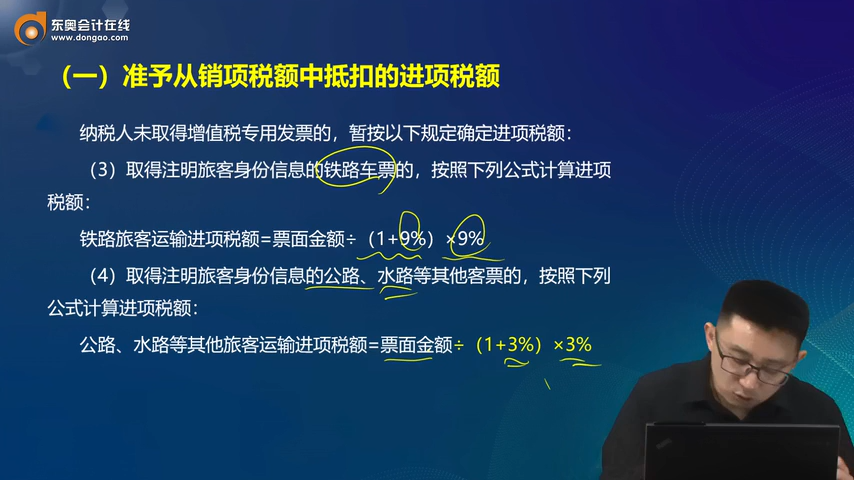 东奥会计在线
www.dongao.com
（一）准予从销项税额中抵扣的进项税额
纳税人未取得增值税专用发票的，暂按以下规定确定进项税额：
（3）取得注明旅客身份信息的铁路车票的，按照下列公式计算进项
税额：
铁路旅客运输进项税额=票面金额÷（1+9%）×9%
（4）取得注明旅客身份信息的公路、水路等其他客票的，按照下列
公式计算进项税额：
公路、水路等其他旅客运输进项税额=票面金额÷（1+3%）×3%